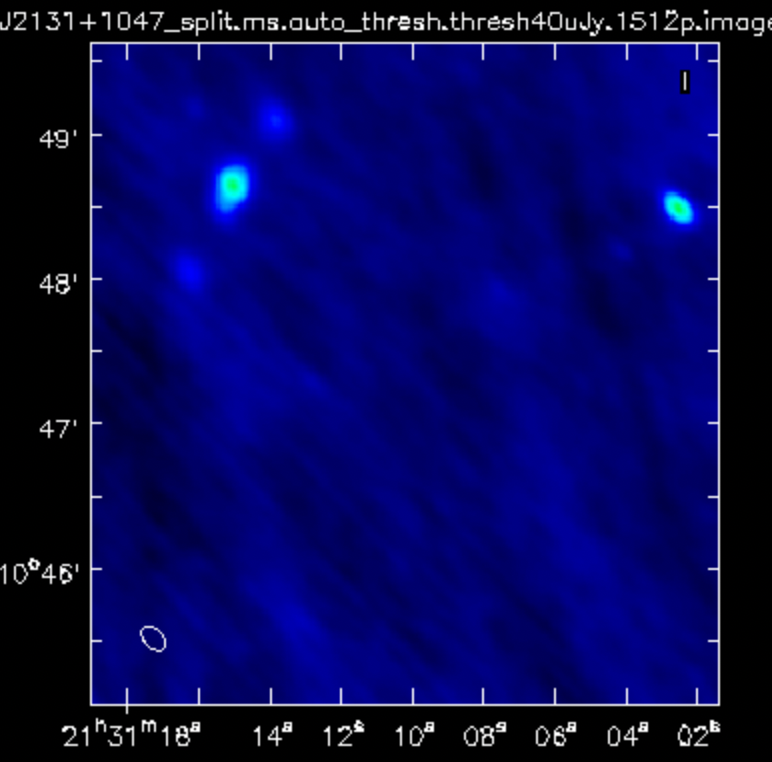 J2131+1047_split.ms.auto_thresh.thresh40uJy.1512p.image
I
49'
48'
47'
10°46'
21ʰ31ᵐ18ˢ 14ˢ 12ˢ 10ˢ 08ˢ 06ˢ 04ˢ 02ˢ